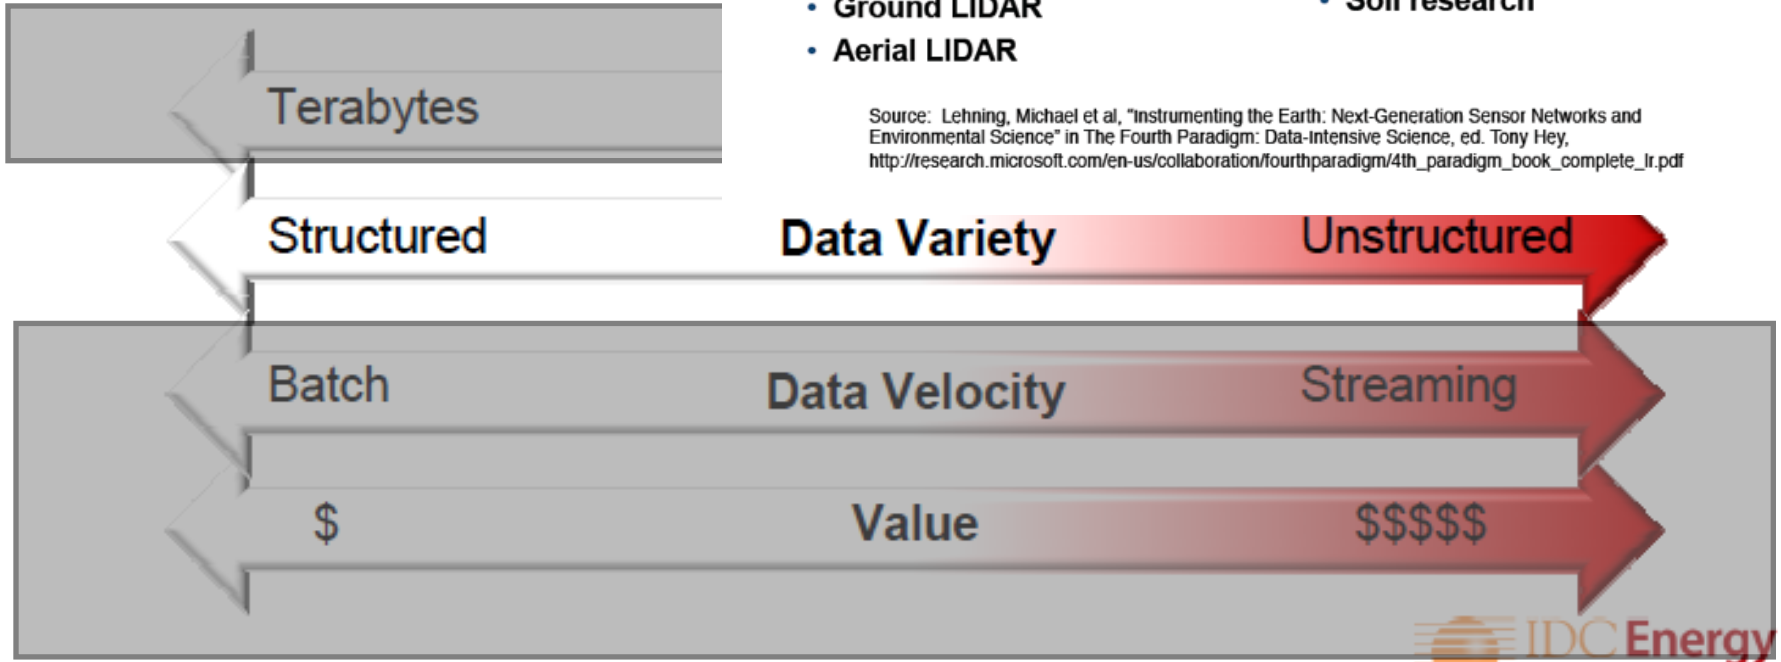 • Ground LIDAR
• Soil research
• Aerial LIDAR
Terabytes
Source: Lehning, Michael et al, "Instrumenting the Earth: Next-Generation Sensor Networks and
Environmental Science" in The Fourth Paradigm: Data-Intensive Science, ed. Tony Hey,
http://research.microsoft.com/en-us/collaboration/fourthparadigm/4th_paradigm_book_complete_lr.pdf
Structured Data Variety Unstructured
Batch Data Velocity Streaming
$ Value $$$$$
IDC Energy